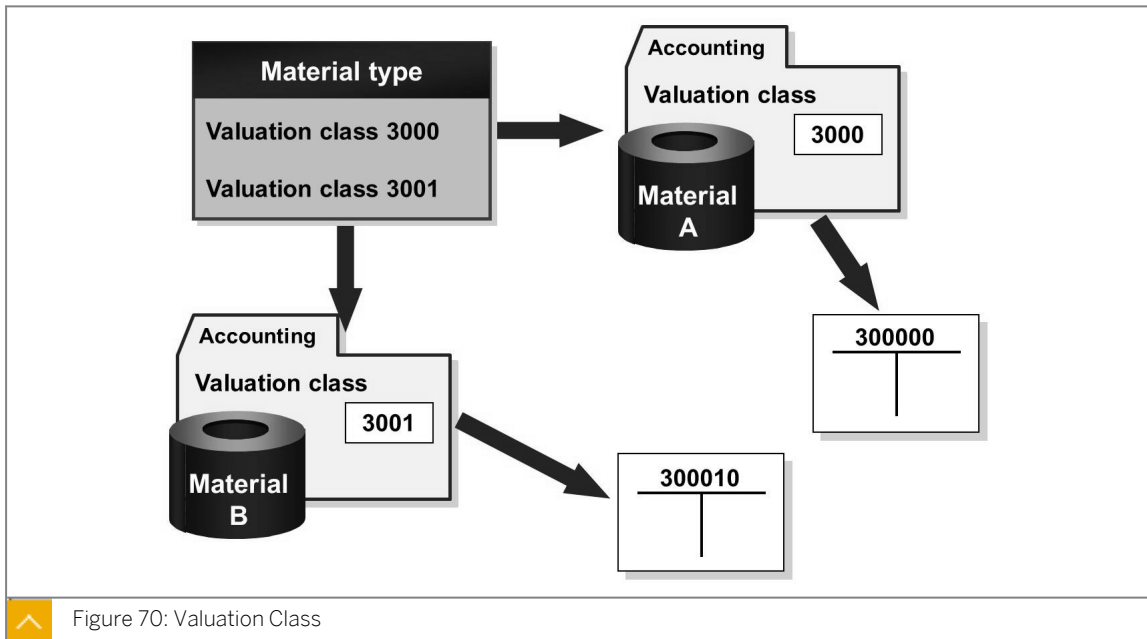 Material type
Valuation class 3000
Valuation class 3001
Accounting
Valuation class
3000
Material
A
300000
Accounting
Valuation class
3001
Material
B
300010
Figure 70: Valuation Class